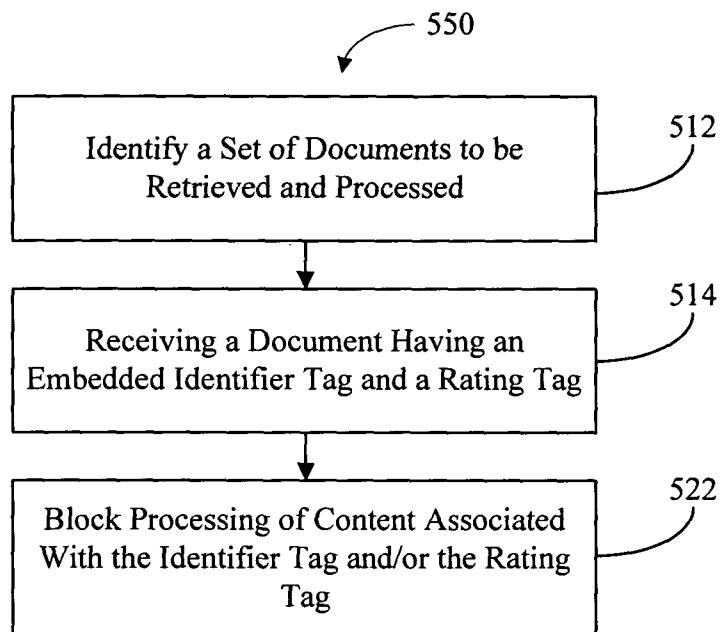 550
Identify a Set of Documents to be
Retrieved and Processed
512
Receiving a Document Having an
Embedded Identifier Tag and a Rating Tag
514
Block Processing of Content Associated
With the Identifier Tag and/or the Rating
Tag
522